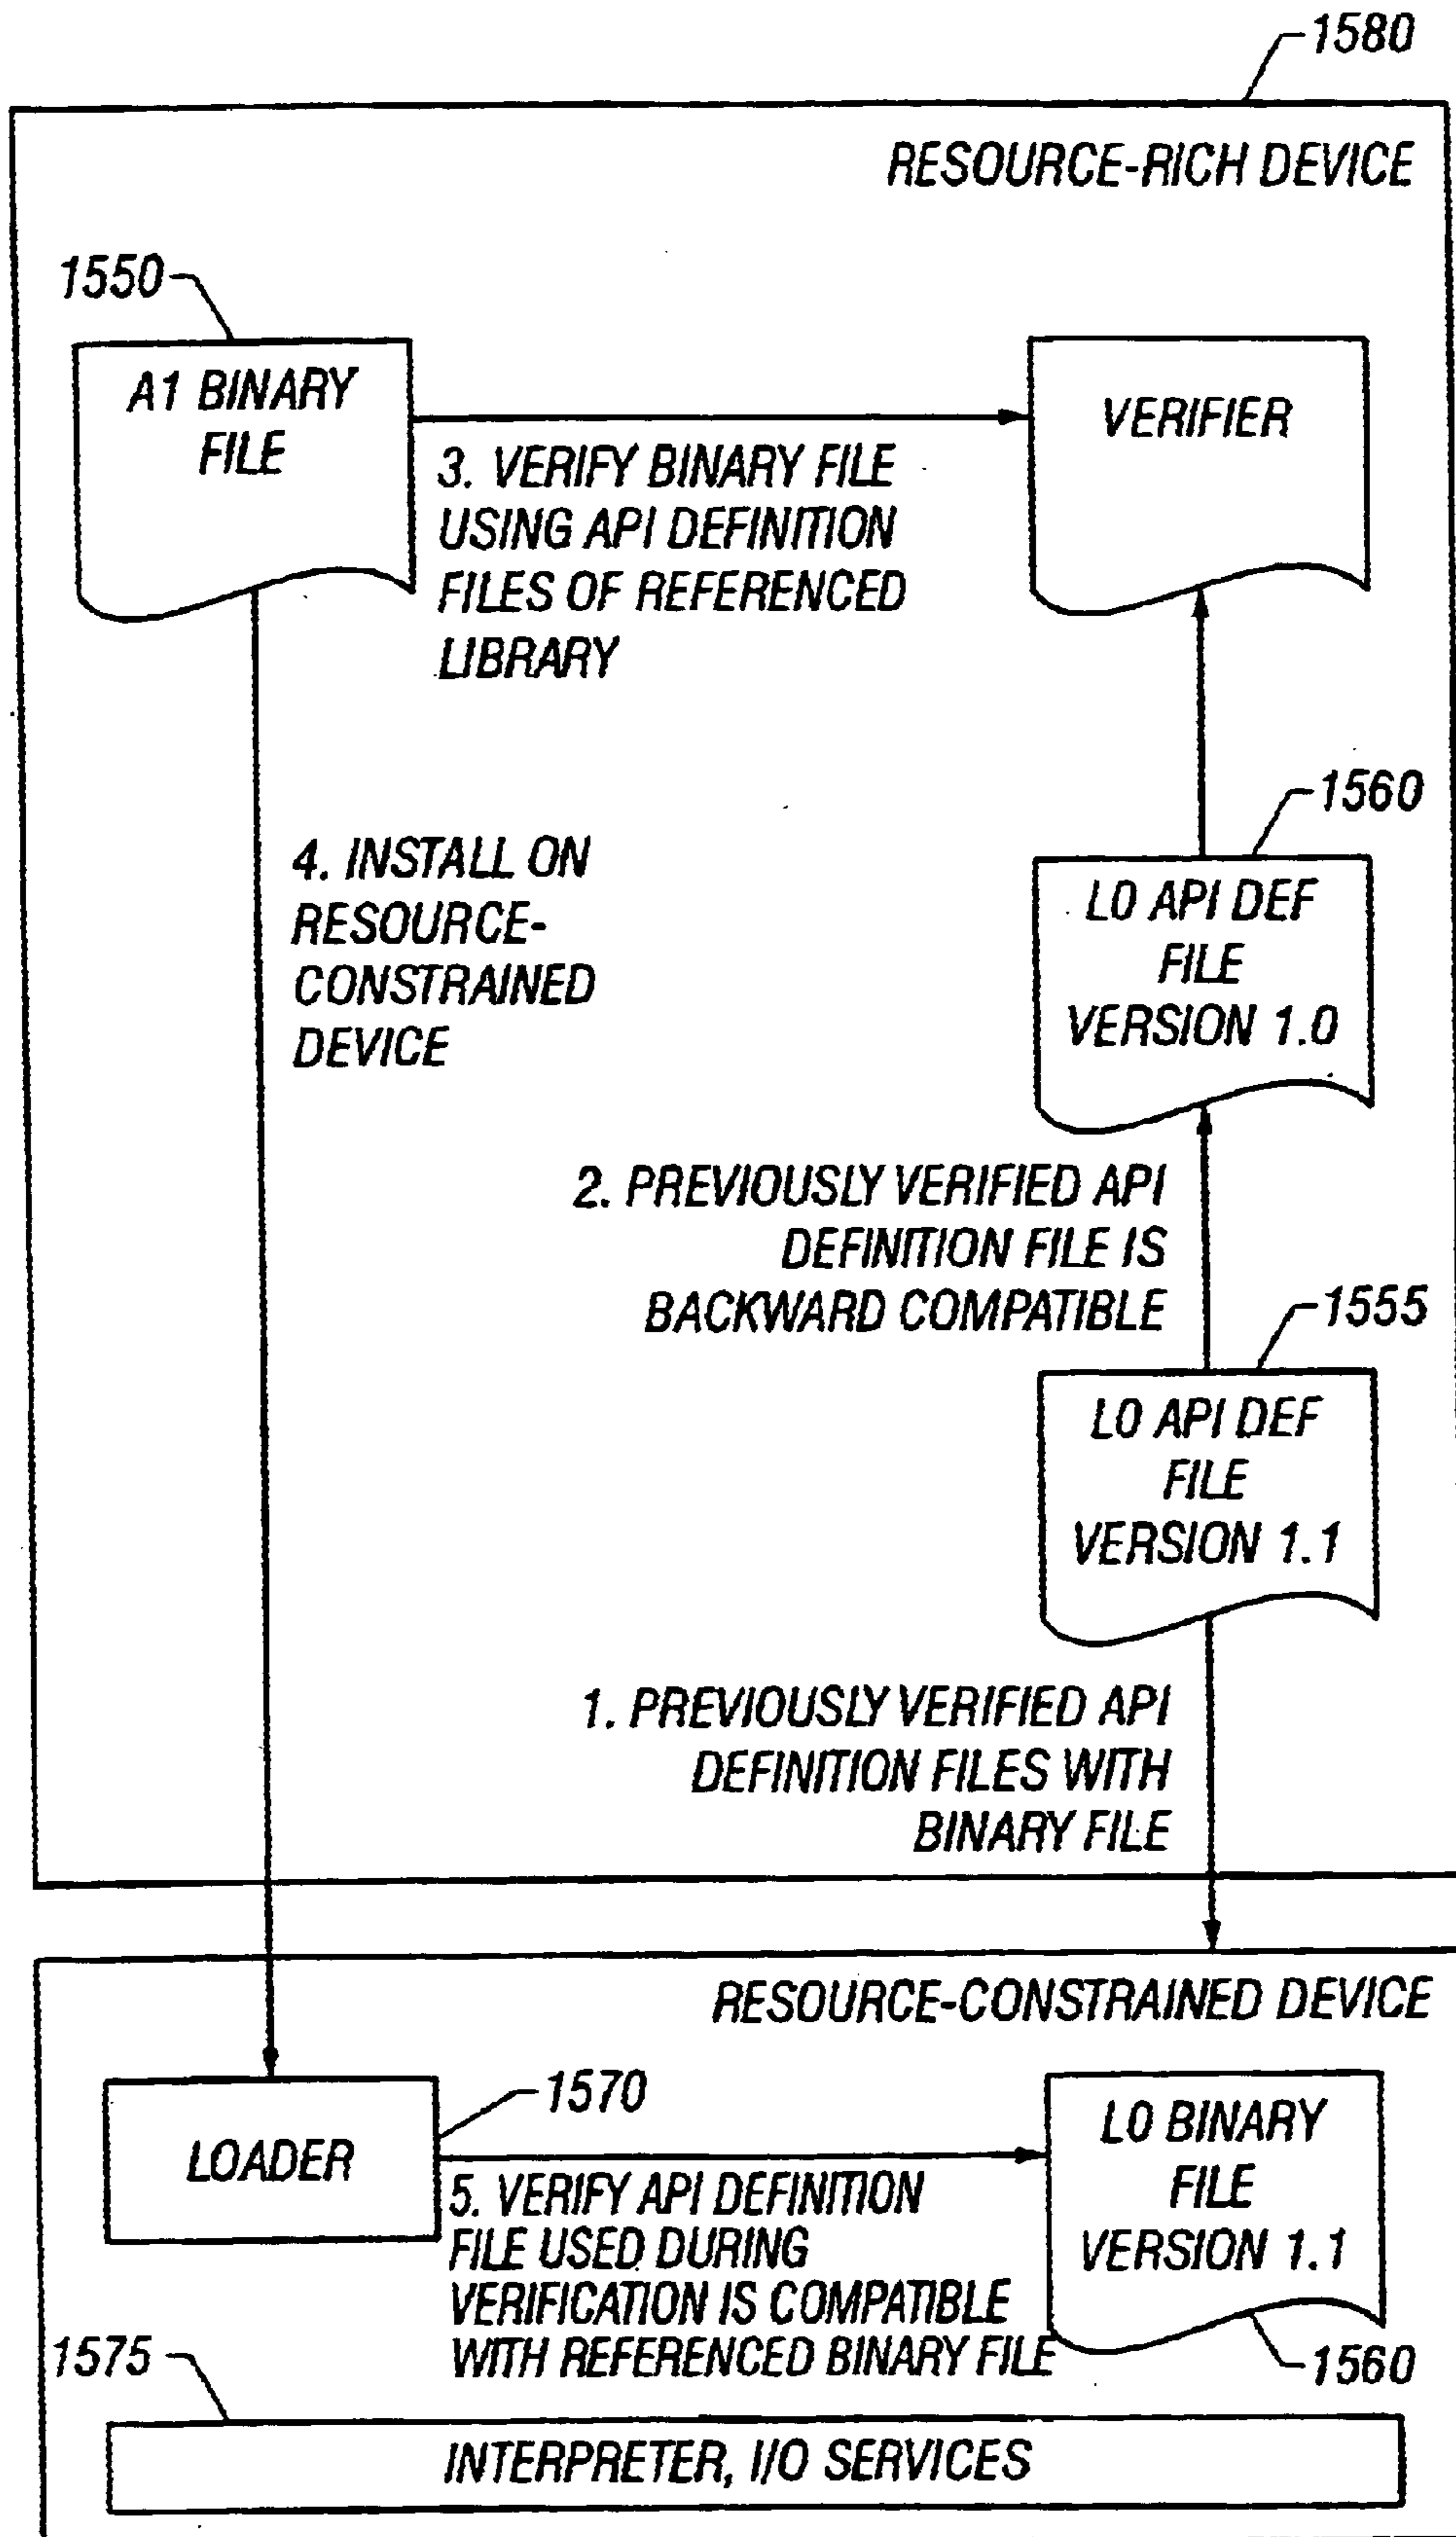 1580
RESOURCE-RICH DEVICE
1550
A1 BINARY
FILE
VERIFIER
3. VERIFY BINARY FILE
USING API DEFINITION
FILES OF REFERENCED
LIBRARY
1560
4. INSTALL ON
RESOURCE-
CONSTRAINED
DEVICE
L0 API DEF
FILE
VERSION 1.0
2. PREVIOUSLY VERIFIED API
DEFINITION FILE IS
BACKWARD COMPATIBLE
1555
L0 API DEF
FILE
VERSION 1.1
1. PREVIOUSLY VERIFIED API
DEFINITION FILES WITH
BINARY FILE
RESOURCE-CONSTRAINED DEVICE
1570
LOADER
L0 BINARY
FILE
VERSION 1.1
5. VERIFY API DEFINITION
FILE USED DURING
VERIFICATION IS COMPATIBLE
WITH REFERENCED BINARY FILE
1575
1560
INTERPRETER, I/O SERVICES